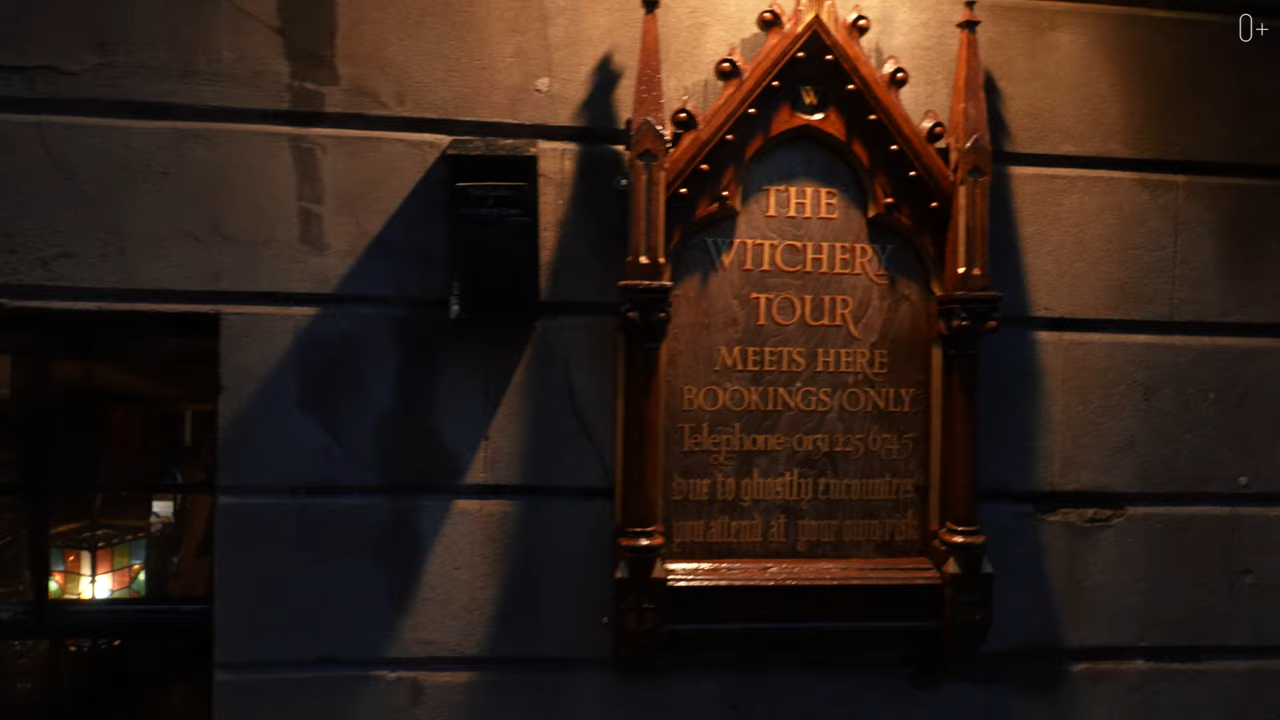 0+
W
THE
WITCHERY
TOUR
MEETS HERE
BOOKINGS ONLY
Telephone: 0131 225 6745
Due to ghostly encounters
you attend at your own risk